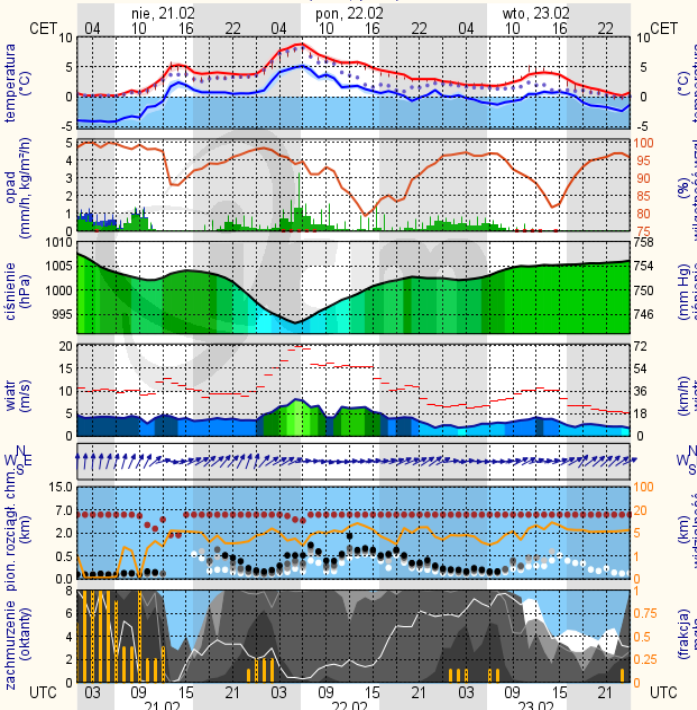 nie, 21.02 pon, 22.02 wto, 23.02
CET 04 10 16 22 04 10 16 22 04 10 16 22 CET
temperatura
(°C)
10
5
0
-5
10
5
0
-5
(°C)
opad
(mm/h, kg/m²/h)
5
4
3
2
1
0
100
95
90
85
80
75
(%)
ciśnienie
(hPa)
1010
1005
1000
995
758
754
750
746
(mm Hg)
ciśnienie
wiatr
(m/s)
20
15
10
5
0
72
54
36
18
0
(km/h)
wiatr
N
W E
S
N
W
S
pion. rozciągł. chm.
(km)
15.0
7.0
2.0
0.5
0.0
100
20
5
1
0
(km)
zachmurzenie
(oktanty)
8
6
4
2
0
1
0.75
0.5
0.25
0
(frakcja)
UTC 03 09 15 21 03 09 15 21 03 09 15 21 UTC
21.02 22.02 23.02